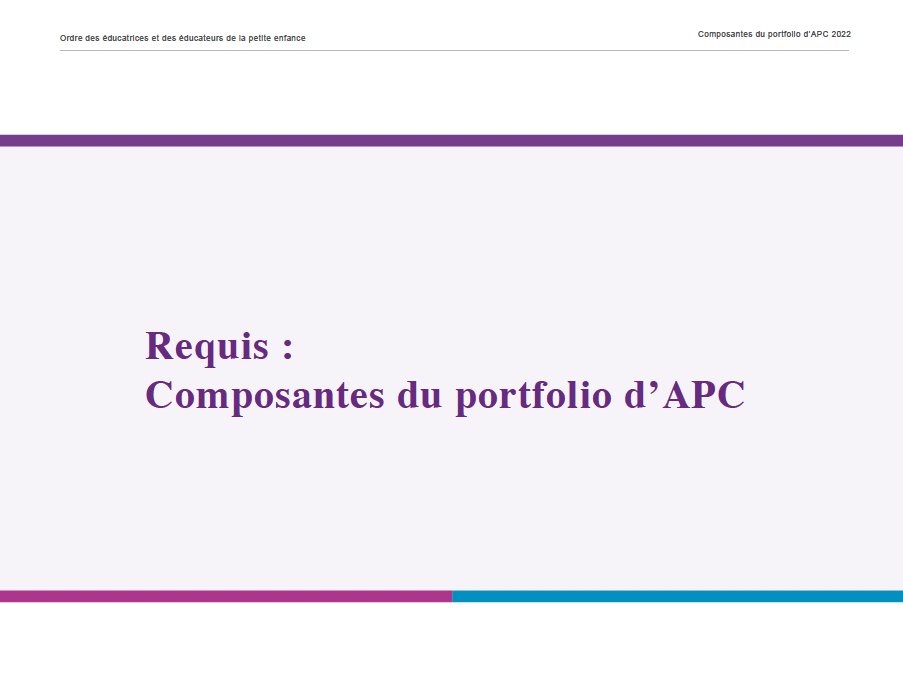 Ordre des éducatrices et des éducateurs de la petite enfance
Composantes du portfolio d'APC 2022
Requis :
Composantes du portfolio d’APC